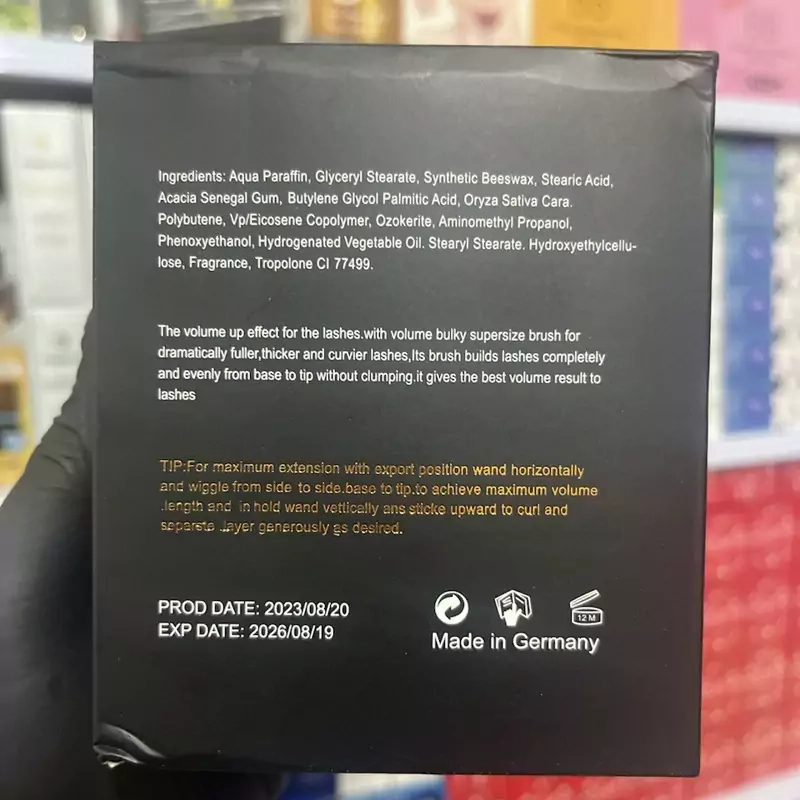 Ingredients: Aqua Paraffin, Glyceryl Stearate, Synthetic Beeswax, Stearic Acid,
Acacia Senegal Gum, Butylene Glycol Palmitic Acid, Oryza Sativa Cara.
Polybutene, Vp/Eicosene Copolymer, Ozokerite, Aminomethyl Propanol,
Phenoxyethanol, Hydrogenated Vegetable Oil. Stearyl Stearate. Hydroxyethylcellu-
lose, Fragrance, Tropolone CI 77499.
The volume up effect for the lashes.with volume bulky supersize brush for
dramatically fuller,thicker and curvier lashes,Its brush builds lashes completely
and evenly from base to tip without clumping.it gives the best volume result to
lashes
TIP:For maximum extension with export position wand horizontally
and wiggle from side to side.base to tip.to achieve maximum volume
.length and in hold wand vettically ans sticke upward to curl and
separate .layer generously as desired.
PROD DATE: 2023/08/20
EXP DATE: 2026/08/19
12 M
Made in Germany